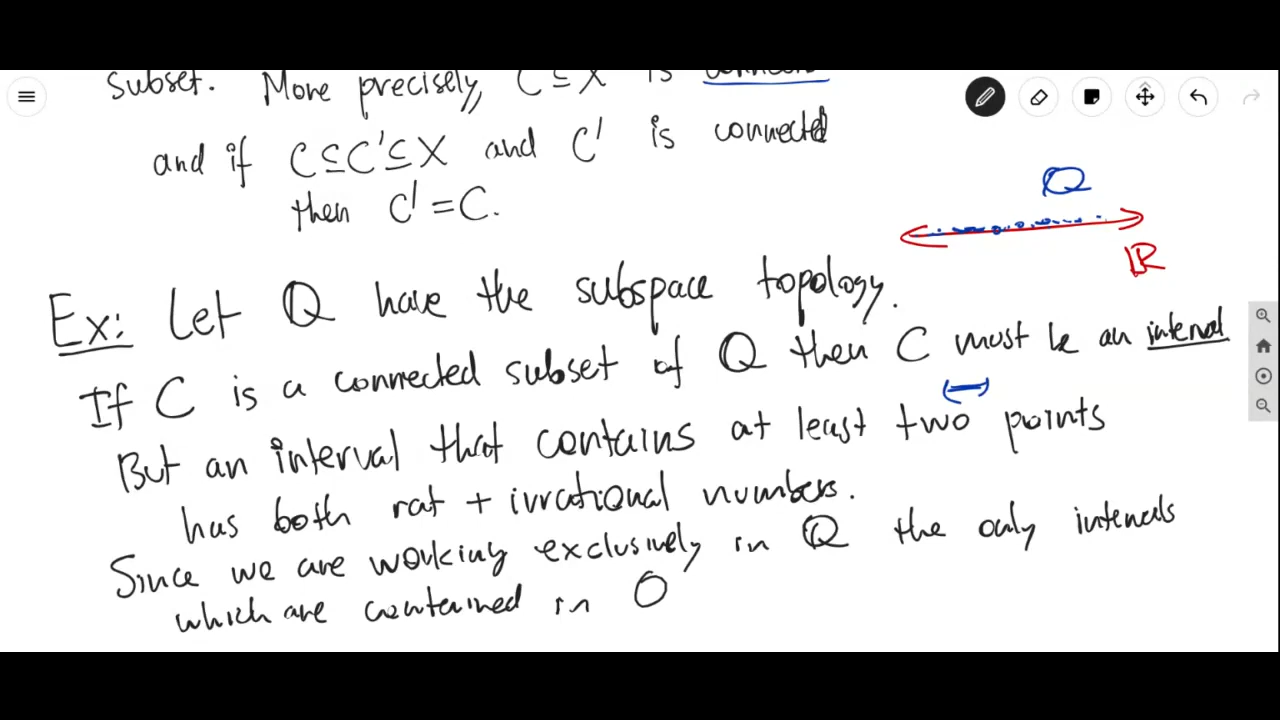 subset. More precisely, C ⊆ X is connected
and if C ⊆ C' ⊆ X and C' is connected
then C' = C.
Q
R
Ex: Let Q have the subspace topology.
If C is a connected subset of Q then C must be an interval
But an interval that contains at least two points
has both rat + irrational numbers.
Since we are working exclusively in Q the only intervals
which are contained in O